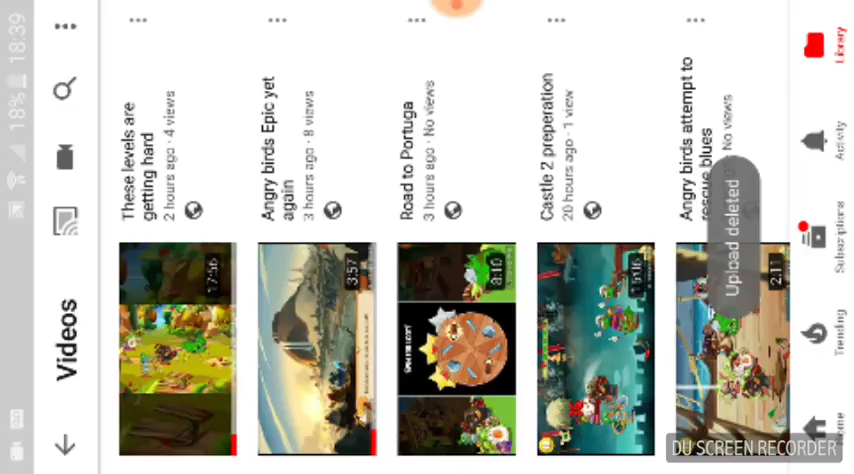 18% 18:39
Videos
These levels are
getting hard
2 hours ago · 4 views
17:56
Angry birds Epic yet
again
3 hours ago · 8 views
3:57
Road to Portuga
3 hours ago · No views
8:10
Castle 2 preperation
20 hours ago · 1 view
15:06
Angry birds attempt to
rescue blues
No views
2:11
Upload deleted
Home
Trending
Subscriptions
Activity
Library
DU SCREEN RECORDER